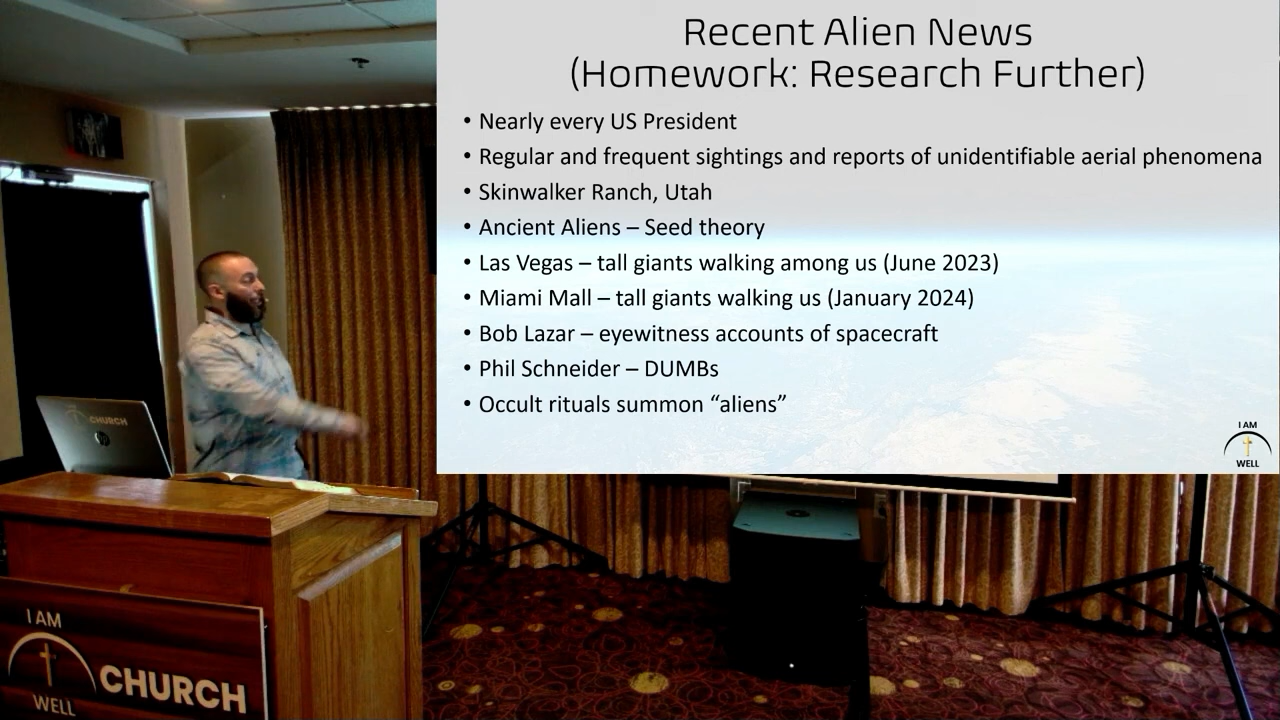 Recent Alien News
(Homework: Research Further)
• Nearly every US President
• Regular and frequent sightings and reports of unidentifiable aerial phenomena
• Skinwalker Ranch, Utah
• Ancient Aliens – Seed theory
• Las Vegas – tall giants walking among us (June 2023)
• Miami Mall – tall giants walking us (January 2024)
• Bob Lazar – eyewitness accounts of spacecraft
• Phil Schneider – DUMBs
• Occult rituals summon “aliens”
I AM
WELL
CHURCH
hp
I AM
CHURCH
WELL